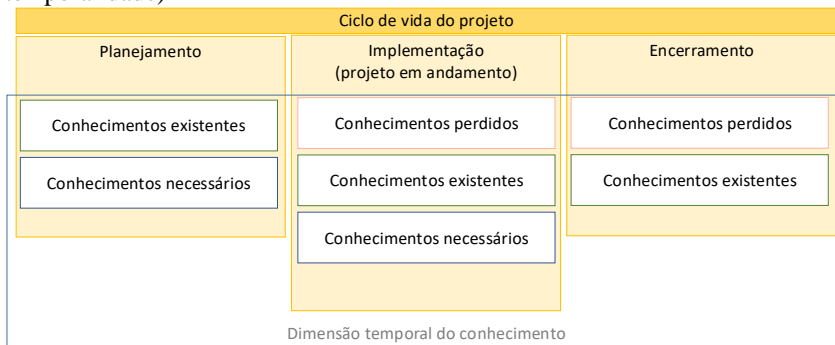 Ciclo de vida do projeto
Planejamento
Implementação
(projeto em andamento)
Encerramento
Conhecimentos existentes
Conhecimentos necessários
Conhecimentos perdidos
Conhecimentos existentes
Conhecimentos necessários
Conhecimentos perdidos
Conhecimentos existentes
Dimensão temporal do conhecimento